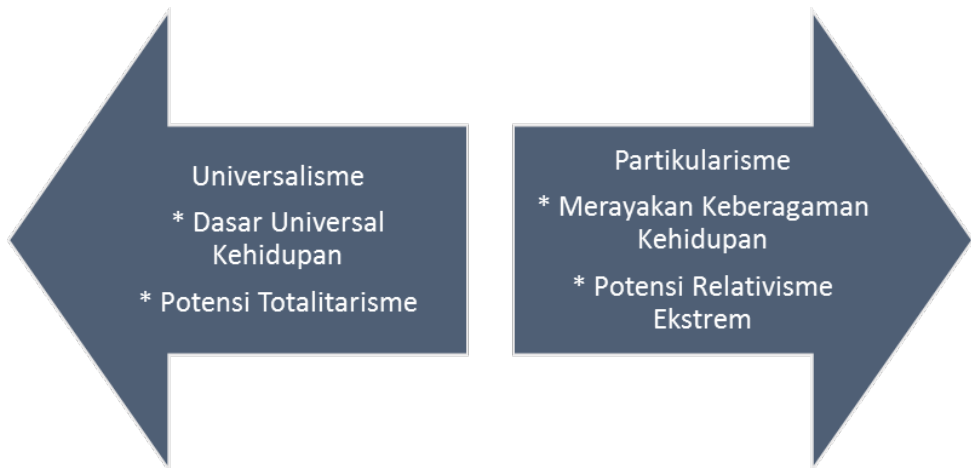 Universalisme
* Dasar Universal
Kehidupan
* Potensi Totalitarisme
Partikularisme
* Merayakan Keberagaman
Kehidupan
* Potensi Relativisme
Ekstrem